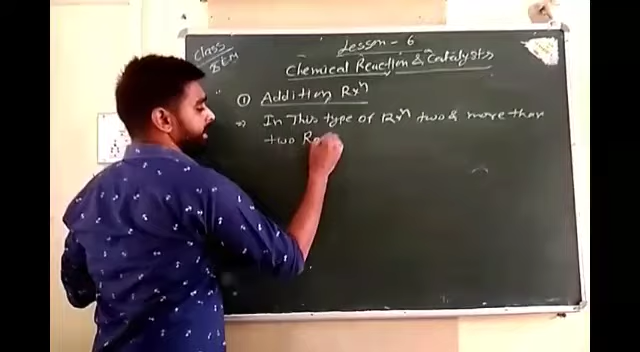 Class
8th
Lesson - 6
Chemical Reaction & Catalysts
① Addition Rxⁿ
⇒ In This type of Rxⁿ two & more than
two Re